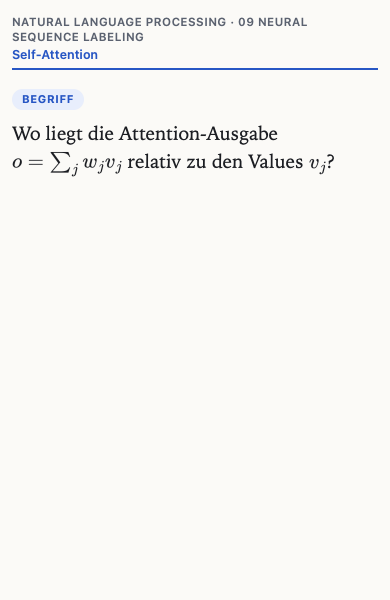 NATURAL LANGUAGE PROCESSING · 09 NEURAL
SEQUENCE LABELING
Self-Attention
BEGRIFF
Wo liegt die Attention-Ausgabe
o = ∑_j w_j v_j relativ zu den Values v_j?